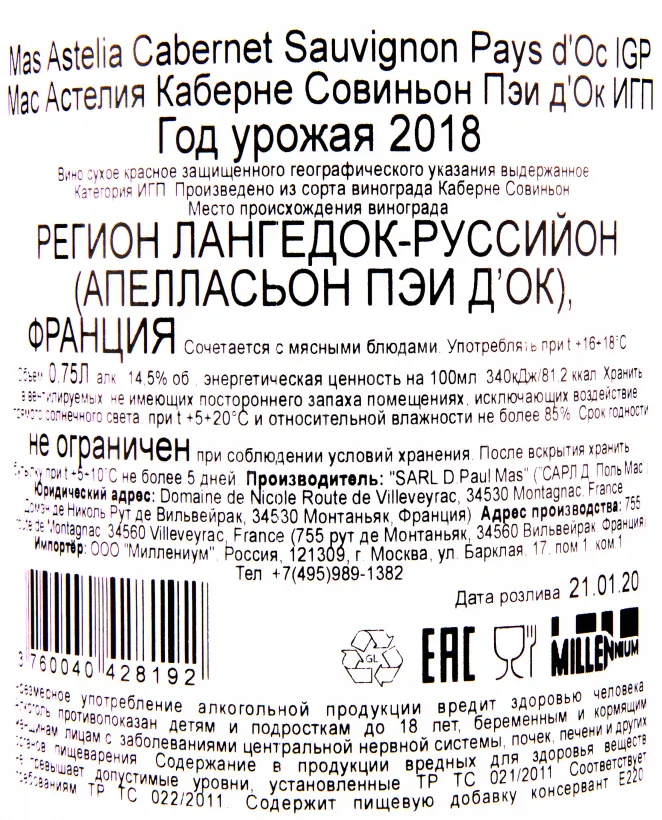 Mas Astelia Cabernet Sauvignon Pays d'Oc IGP
Мас Астелия Каберне Совиньон Пэи д'Ок ИГП
Год урожая 2018
Вино сухое красное защищенного географического указания выдержанное
Категория ИГП Произведено из сорта винограда Каберне Совиньон
Место происхождения винограда
РЕГИОН ЛАНГЕДОК-РУССИЙОН
(АПЕЛЛАСЬОН ПЭИ Д'ОК),
ФРАНЦИЯ Сочетается с мясными блюдами. Употреблять при t +16+18°C
Объем 0.75Л алк. 14.5% об., энергетическая ценность на 100мл 340кДж/81,2 ккал. Хранить
в вентилируемых не имеющих постороннего запаха помещениях, исключающих воздействие
прямого солнечного света при t +5+20°C и относительной влажности не более 85% Срок годности
не ограничен при соблюдении условий хранения. После вскрытия хранить
бутылку при t +5+10°C не более 5 дней. Производитель: "SARL D Paul Mas" ("САРЛ Д Поль Мас
Юридический адрес: Domaine de Nicole Route de Villeveyrac, 34530 Montagnac, France
Домэн де Николь Рут де Вильвейрак, 34530 Монтаньяк, Франция) Адрес производства: 755
route de Montagnac 34560 Villeveyrac, France (755 рут де Монтаньяк, 34560 Вильвейрак Франция
Импортёр: ООО "Миллениум", Россия, 121309, г Москва, ул. Барклая, 17, пом 1, ком 1
Тел +7(495)989-1382
Дата розлива 21.01.20
3 760040 428192
GL
EAC
MILLENNIUM
Чрезмерное употребление алкогольной продукции вредит здоровью человека
Алкоголь противопоказан детям и подросткам до 18 лет, беременным и кормящим
женщинам лицам с заболеваниями центральной нервной системы, почек, печени и других
органов пищеварения Содержание в продукции вредных для здоровья веществ
не превышает допустимые уровни, установленные ТР ТС 021/2011 Соответствует
требованиям ТР ТС 022/2011. Содержит пищевую добавку консервант Е220